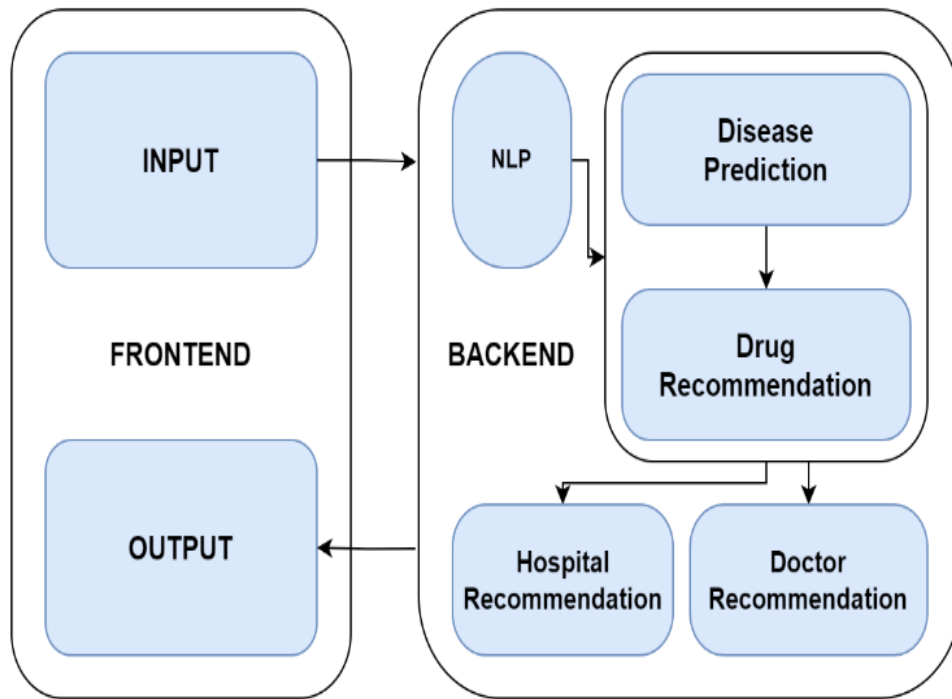 INPUT
FRONTEND
OUTPUT
NLP
BACKEND
Disease
Prediction
Drug
Recommendation
Hospital
Recommendation
Doctor
Recommendation